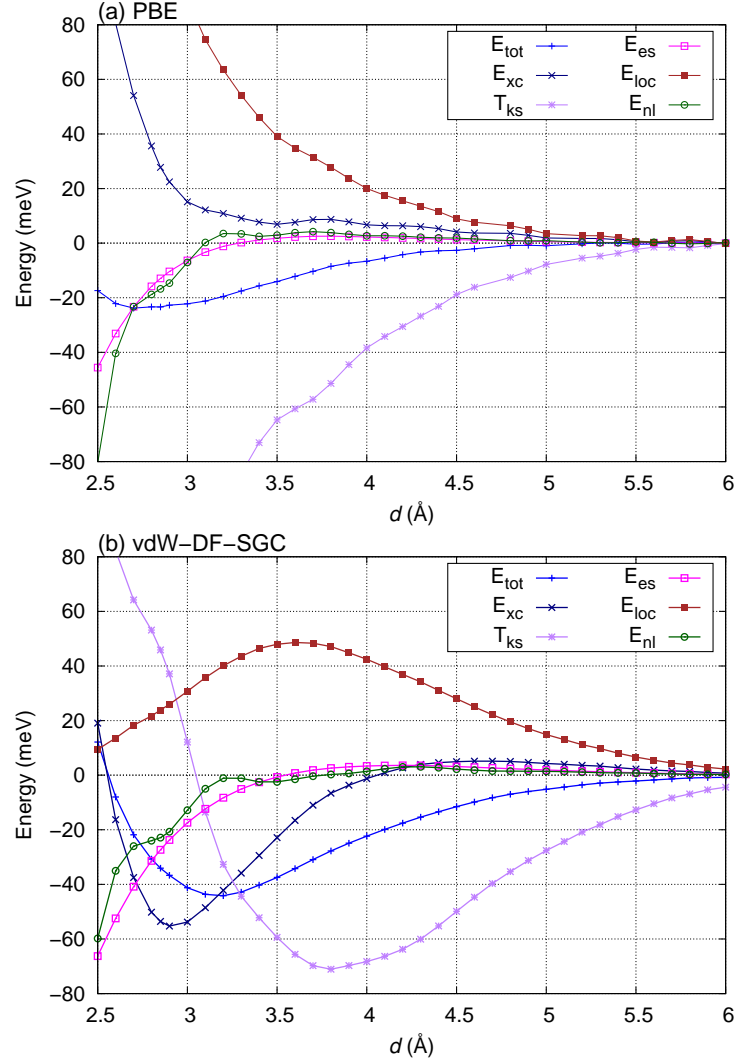 (a) PBE
80
60
40
20
0
−20
−40
−60
−80
Energy (meV)
E_tot
E_xc
T_ks
E_es
E_loc
E_nl
2.5 3 3.5 4 4.5 5 5.5 6
d (Å)
(b) vdW−DF−SGC
80
60
40
20
0
−20
−40
−60
−80
Energy (meV)
E_tot
E_xc
T_ks
E_es
E_loc
E_nl
2.5 3 3.5 4 4.5 5 5.5 6
d (Å)